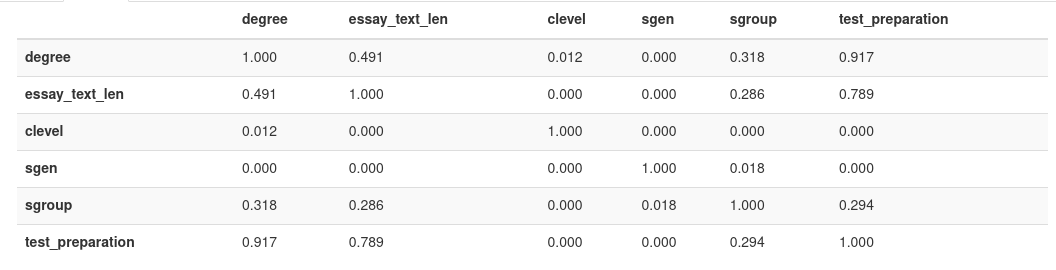 degree essay_text_len clevel sgen sgroup test_preparation
degree 1.000 0.491 0.012 0.000 0.318 0.917
essay_text_len 0.491 1.000 0.000 0.000 0.286 0.789
clevel 0.012 0.000 1.000 0.000 0.000 0.000
sgen 0.000 0.000 0.000 1.000 0.018 0.000
sgroup 0.318 0.286 0.000 0.018 1.000 0.294
test_preparation 0.917 0.789 0.000 0.000 0.294 1.000